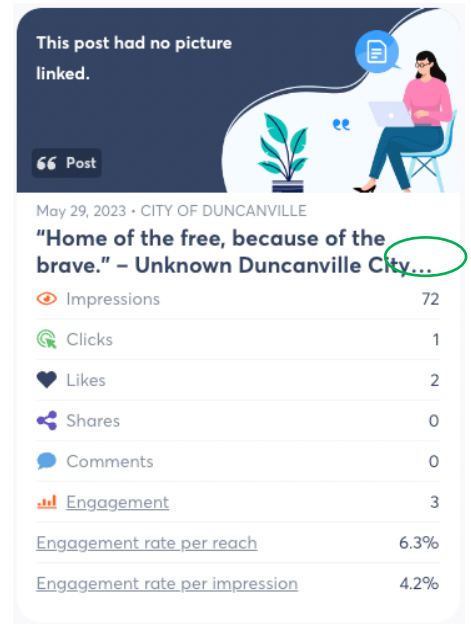 This post had no picture
linked.
Post
May 29, 2023 • CITY OF DUNCANVILLE
“Home of the free, because of the
brave.” – Unknown Duncanville City...
Impressions 72
Clicks 1
Likes 2
Shares 0
Comments 0
Engagement 3
Engagement rate per reach 6.3%
Engagement rate per impression 4.2%